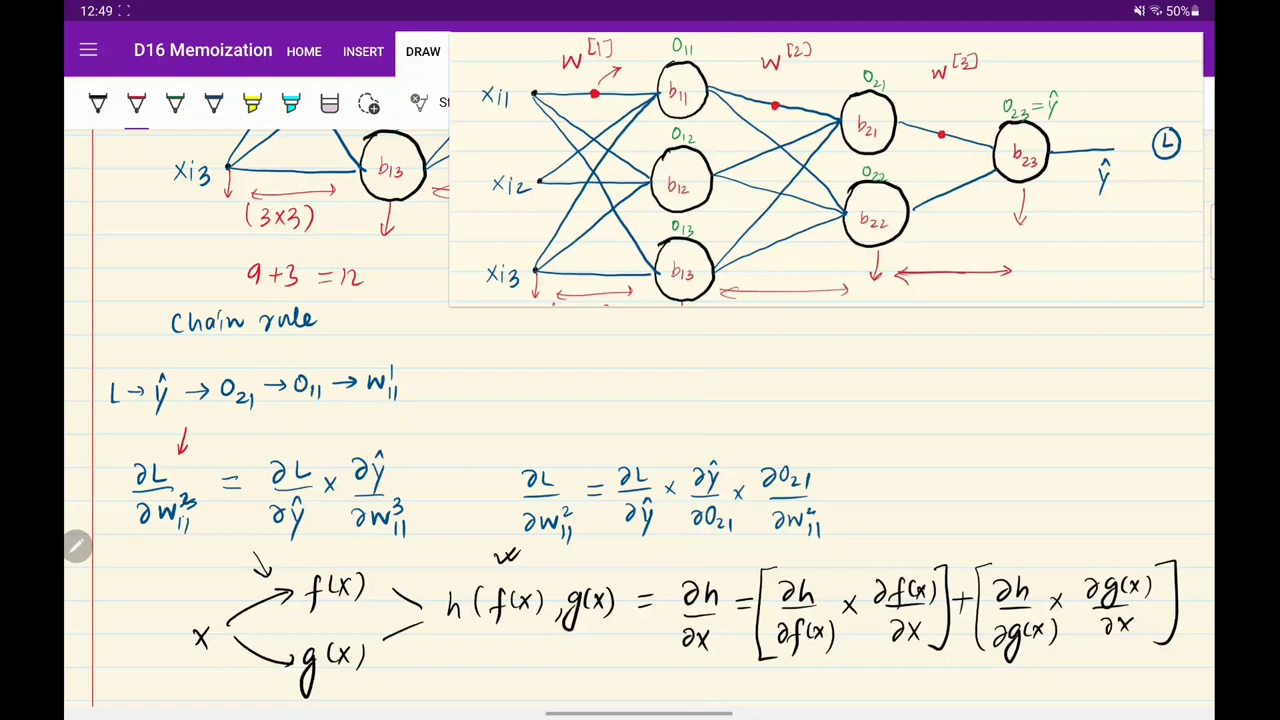 12:49 50%
D16 Memoization HOME INSERT DRAW
St
W[1] O11 W[2] O21 W[3] O23 = ŷ
xi1 b11 b21 b23 L
O12 ŷ
xi2 b12 O22 b22
O13
xi3 b13
xi3 b13
(3x3)
9 + 3 = 12
Chain rule
L → ŷ → O21 → O11 → W¹11
∂L/∂W³11 = ∂L/∂ŷ × ∂ŷ/∂W³11
∂L/∂W²11 = ∂L/∂ŷ × ∂ŷ/∂O21 × ∂O21/∂W²11
x f(x) g(x) h(f(x), g(x)) = ∂h/∂x = [∂h/∂f(x) × ∂f(x)/∂x] + [∂h/∂g(x) × ∂g(x)/∂x]